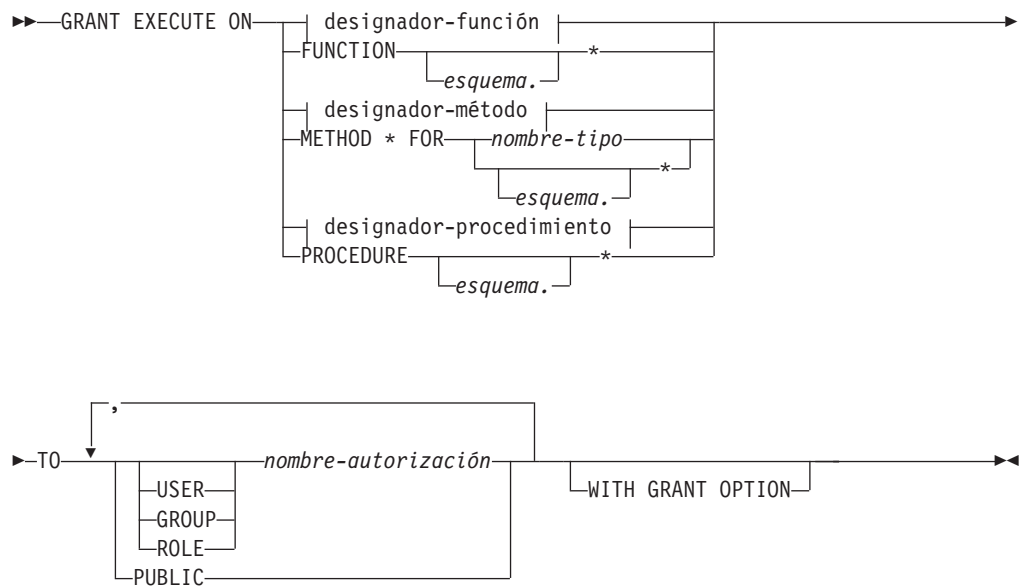 GRANT EXECUTE ON designador-función
FUNCTION *
esquema.
designador-método
METHOD * FOR nombre-tipo
*
esquema.
designador-procedimiento
PROCEDURE *
esquema.
,
TO nombre-autorización
USER WITH GRANT OPTION
GROUP
ROLE
PUBLIC